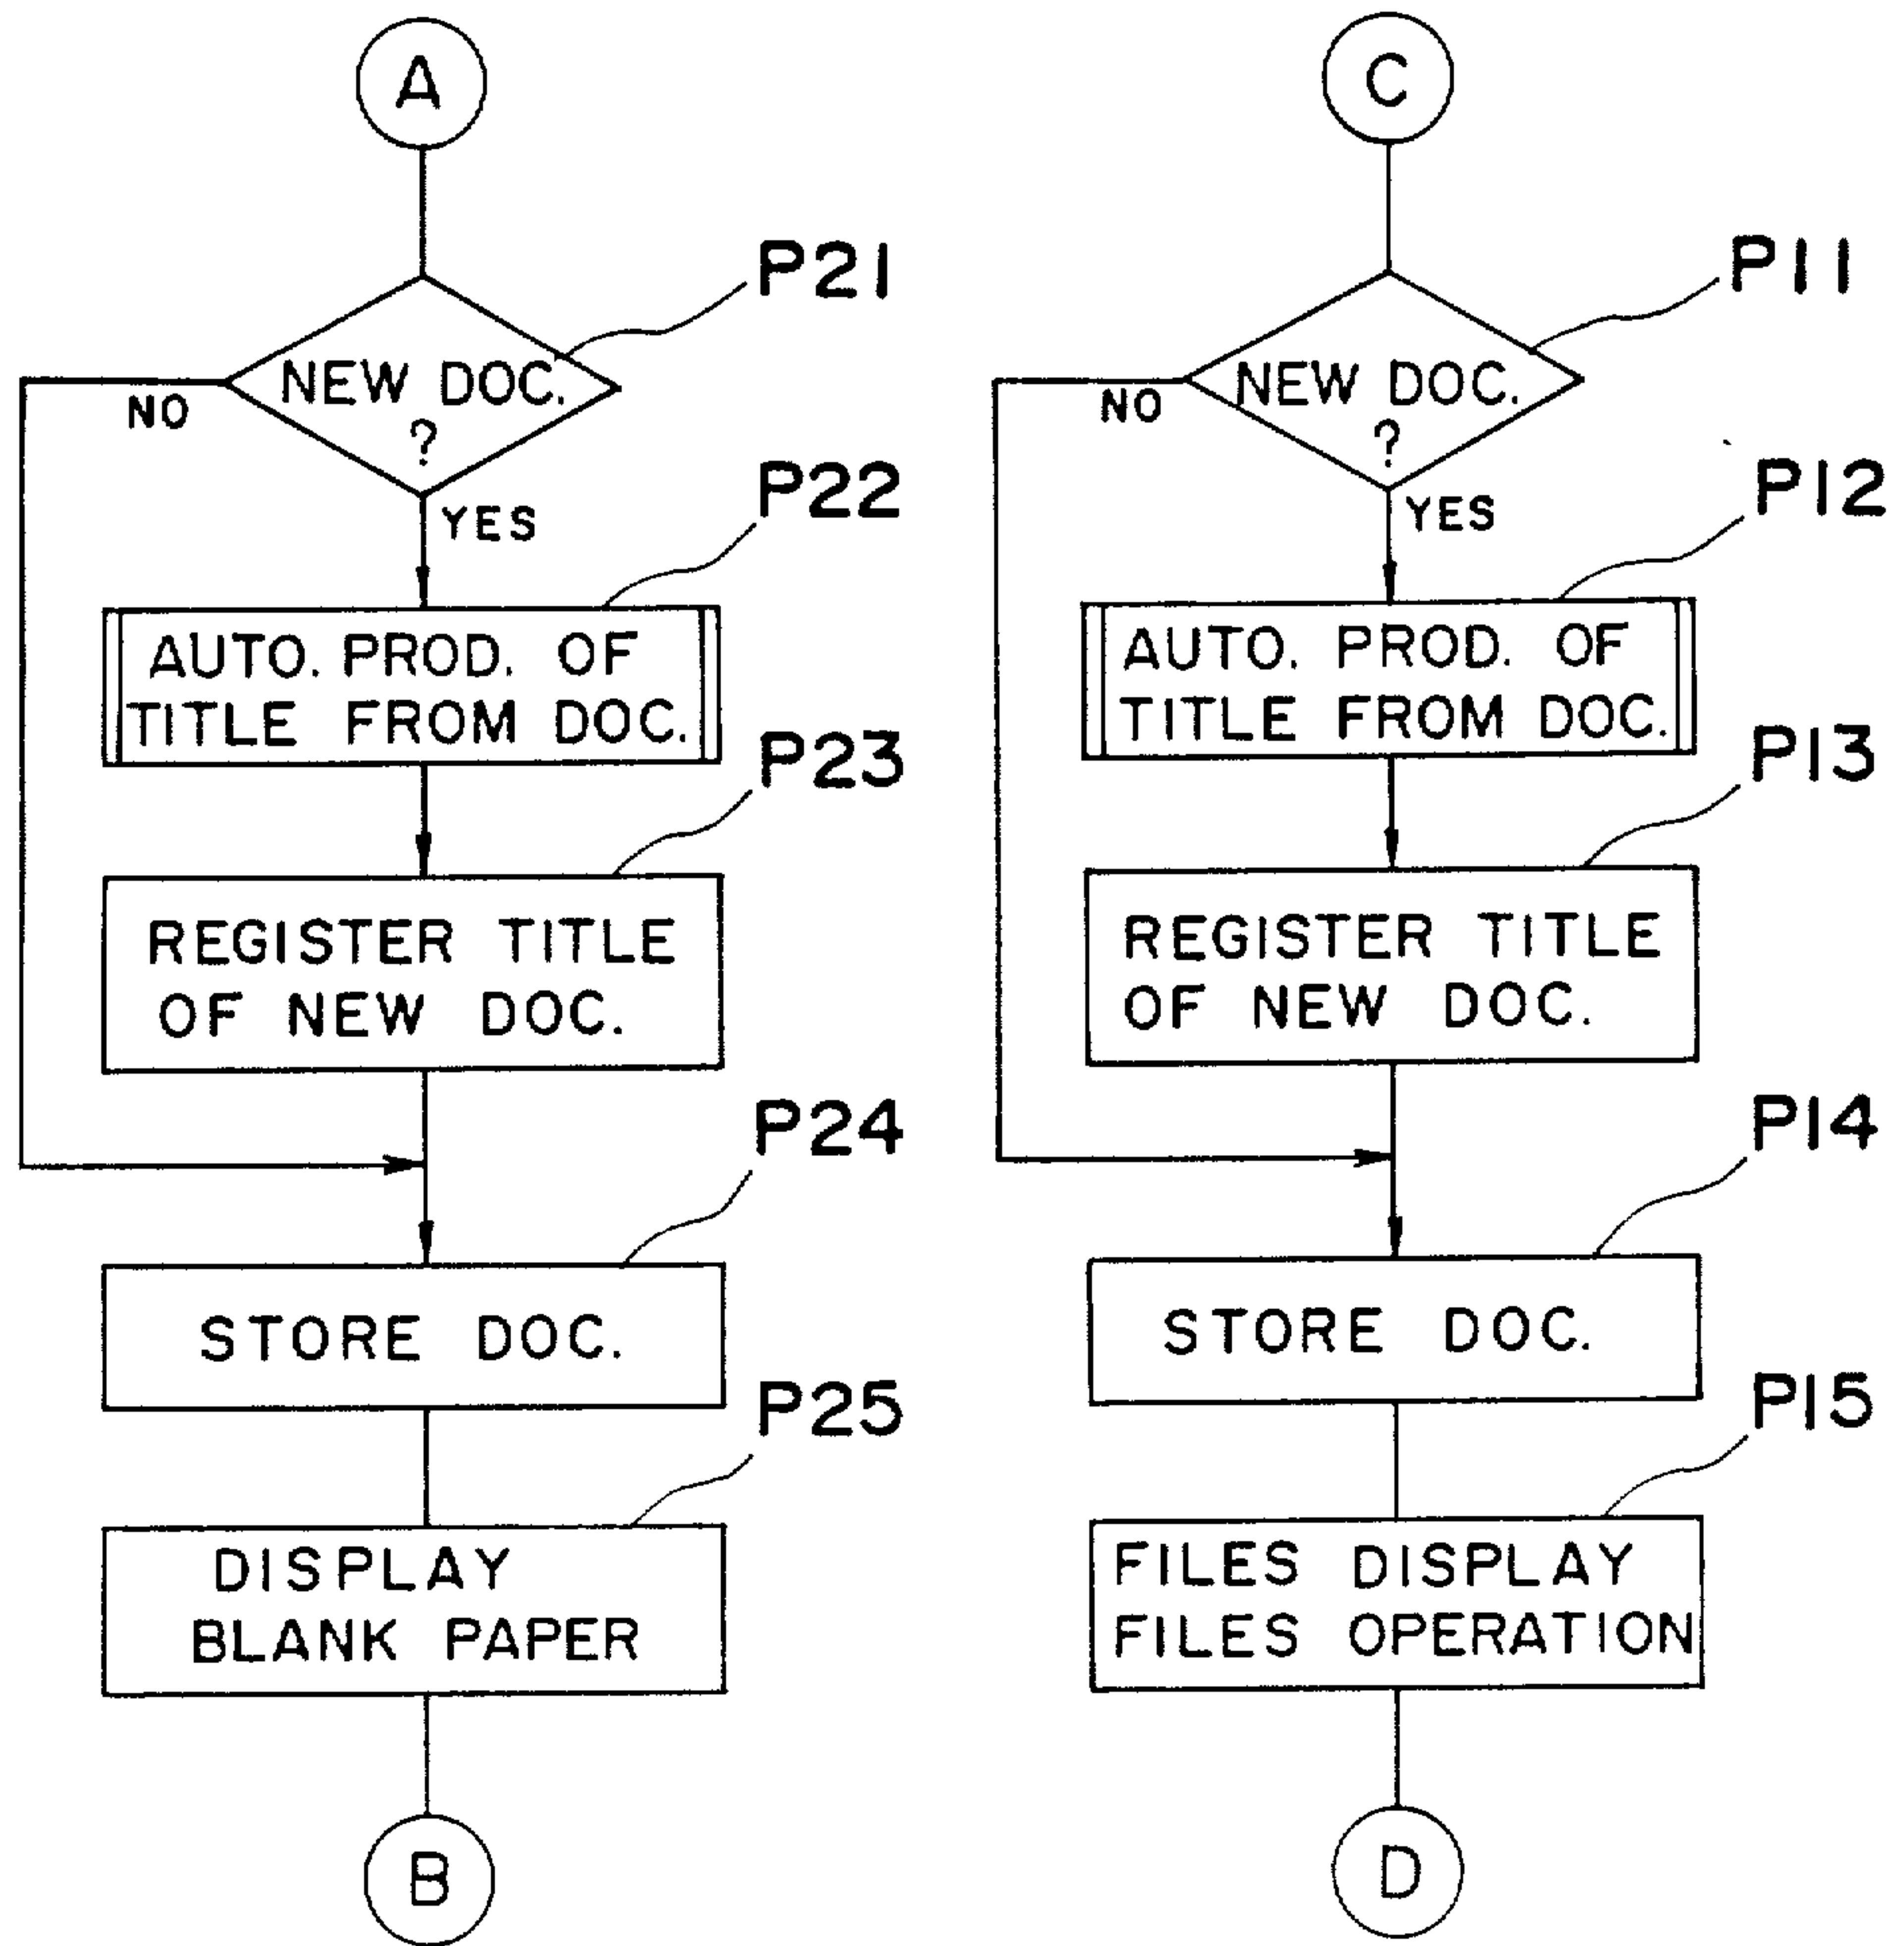 A
P21
NEW DOC.
?
NO
YES
P22
AUTO. PROD. OF
TITLE FROM DOC.
P23
REGISTER TITLE
OF NEW DOC.
P24
STORE DOC.
P25
DISPLAY
BLANK PAPER
B
C
P11
NEW DOC.
?
NO
YES
P12
AUTO. PROD. OF
TITLE FROM DOC.
P13
REGISTER TITLE
OF NEW DOC.
P14
STORE DOC.
P15
FILES DISPLAY
FILES OPERATION
D